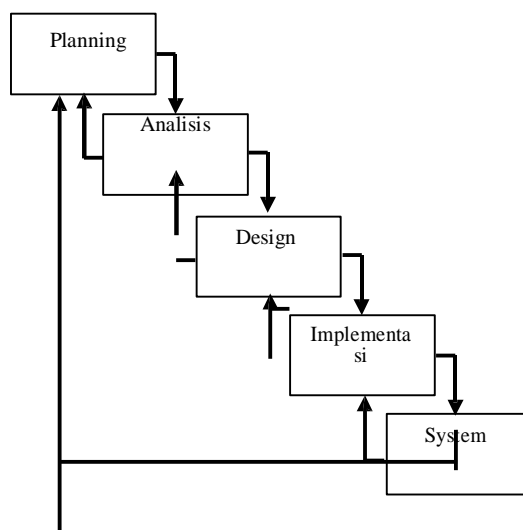 Planning
Analisis
Design
Implementa
si
System